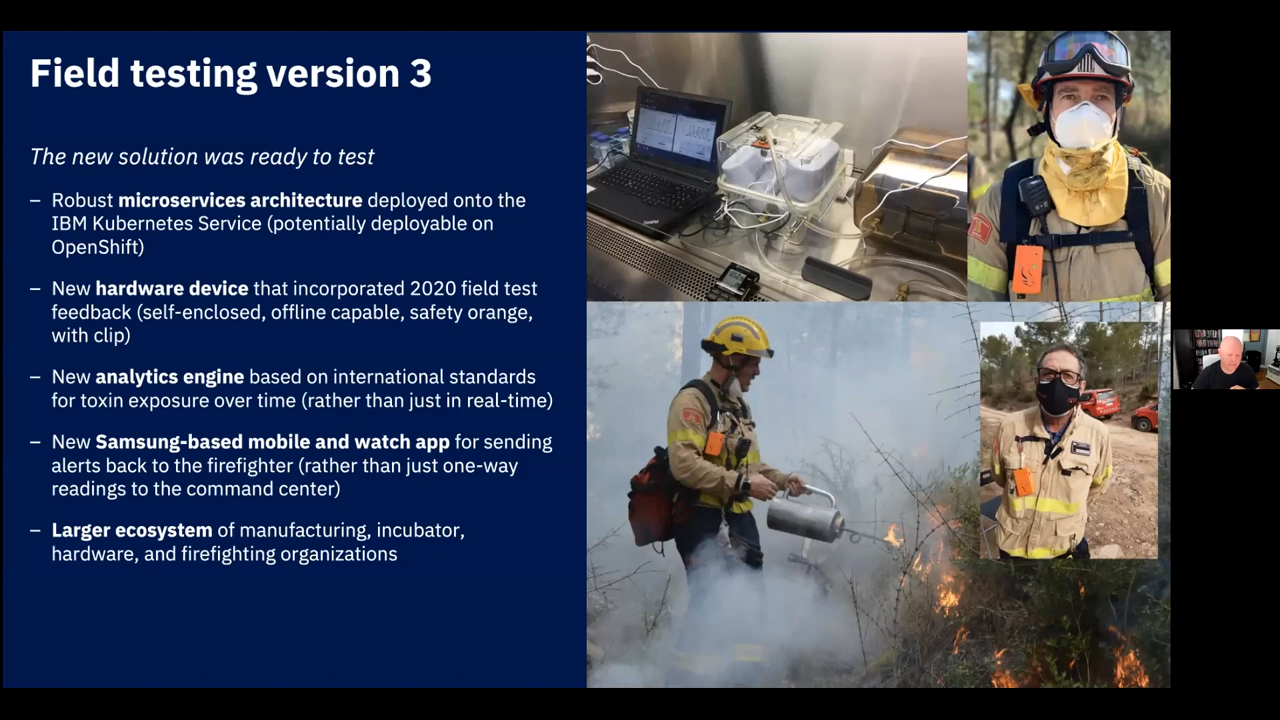 Field testing version 3
The new solution was ready to test
– Robust microservices architecture deployed onto the
IBM Kubernetes Service (potentially deployable on
OpenShift)
– New hardware device that incorporated 2020 field test
feedback (self-enclosed, offline capable, safety orange,
with clip)
– New analytics engine based on international standards
for toxin exposure over time (rather than just in real-time)
– New Samsung-based mobile and watch app for sending
alerts back to the firefighter (rather than just one-way
readings to the command center)
– Larger ecosystem of manufacturing, incubator,
hardware, and firefighting organizations